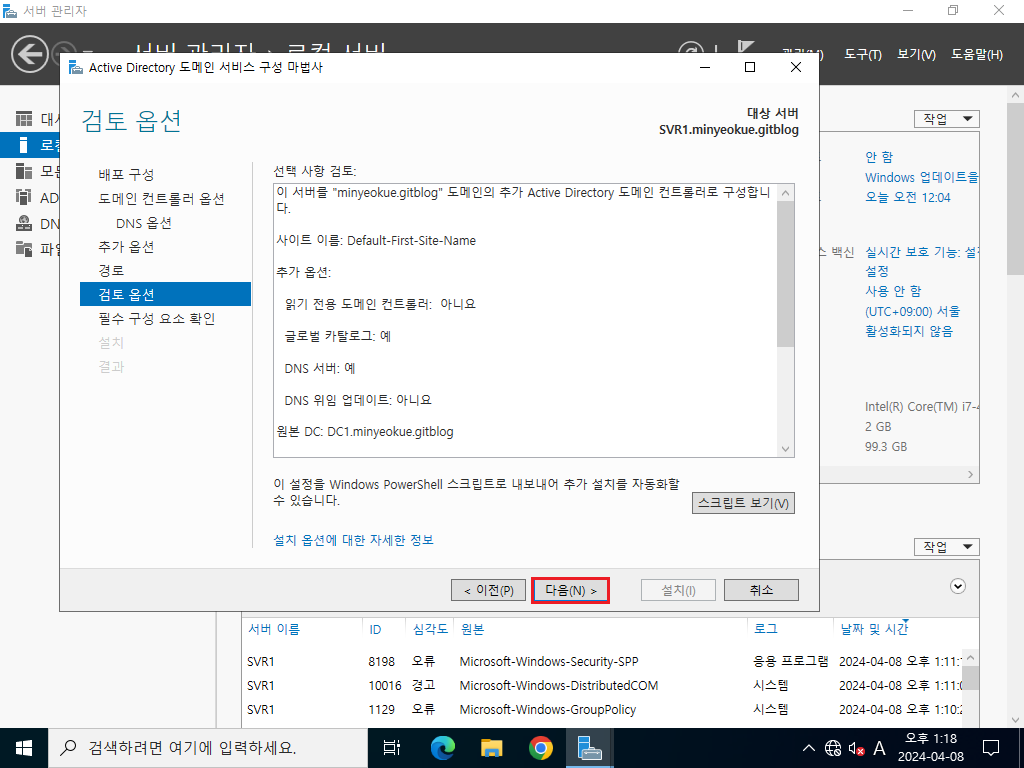 서버 관리자
관리(M)
도구(T)
보기(V)
도움말(H)
Active Directory 도메인 서비스 구성 마법사
검토 옵션
대상 서버
SVR1.minyeokue.gitblog
배포 구성
도메인 컨트롤러 옵션
DNS 옵션
추가 옵션
경로
검토 옵션
필수 구성 요소 확인
설치
결과
선택 사항 검토:
이 서버를 "minyeokue.gitblog" 도메인의 추가 Active Directory 도메인 컨트롤러로 구성합니
다.
사이트 이름: Default-First-Site-Name
추가 옵션:
읽기 전용 도메인 컨트롤러: 아니요
글로벌 카탈로그: 예
DNS 서버: 예
DNS 위임 업데이트: 아니요
원본 DC: DC1.minyeokue.gitblog
이 설정을 Windows PowerShell 스크립트로 내보내어 추가 설치를 자동화할
수 있습니다.
스크립트 보기(V)
설치 옵션에 대한 자세한 정보
< 이전(P)
다음(N) >
설치(I)
취소
AD
작업
안 함
Windows 업데이트을
오늘 오전 12:04
스 백신
실시간 보호 기능: 설정
설정
사용 안 함
(UTC+09:00) 서울
활성화되지 않음
Intel(R) Core(TM) i7-4
2 GB
99.3 GB
작업
서버 이름 ID 심각도 원본 로그 날짜 및 시간
SVR1 8198 오류 Microsoft-Windows-Security-SPP 응용 프로그램 2024-04-08 오후 1:11:
SVR1 10016 경고 Microsoft-Windows-DistributedCOM 시스템 2024-04-08 오후 1:11:
SVR1 1129 오류 Microsoft-Windows-GroupPolicy 시스템 2024-04-08 오후 1:10:
검색하려면 여기에 입력하세요.
A
오후 1:18
2024-04-08